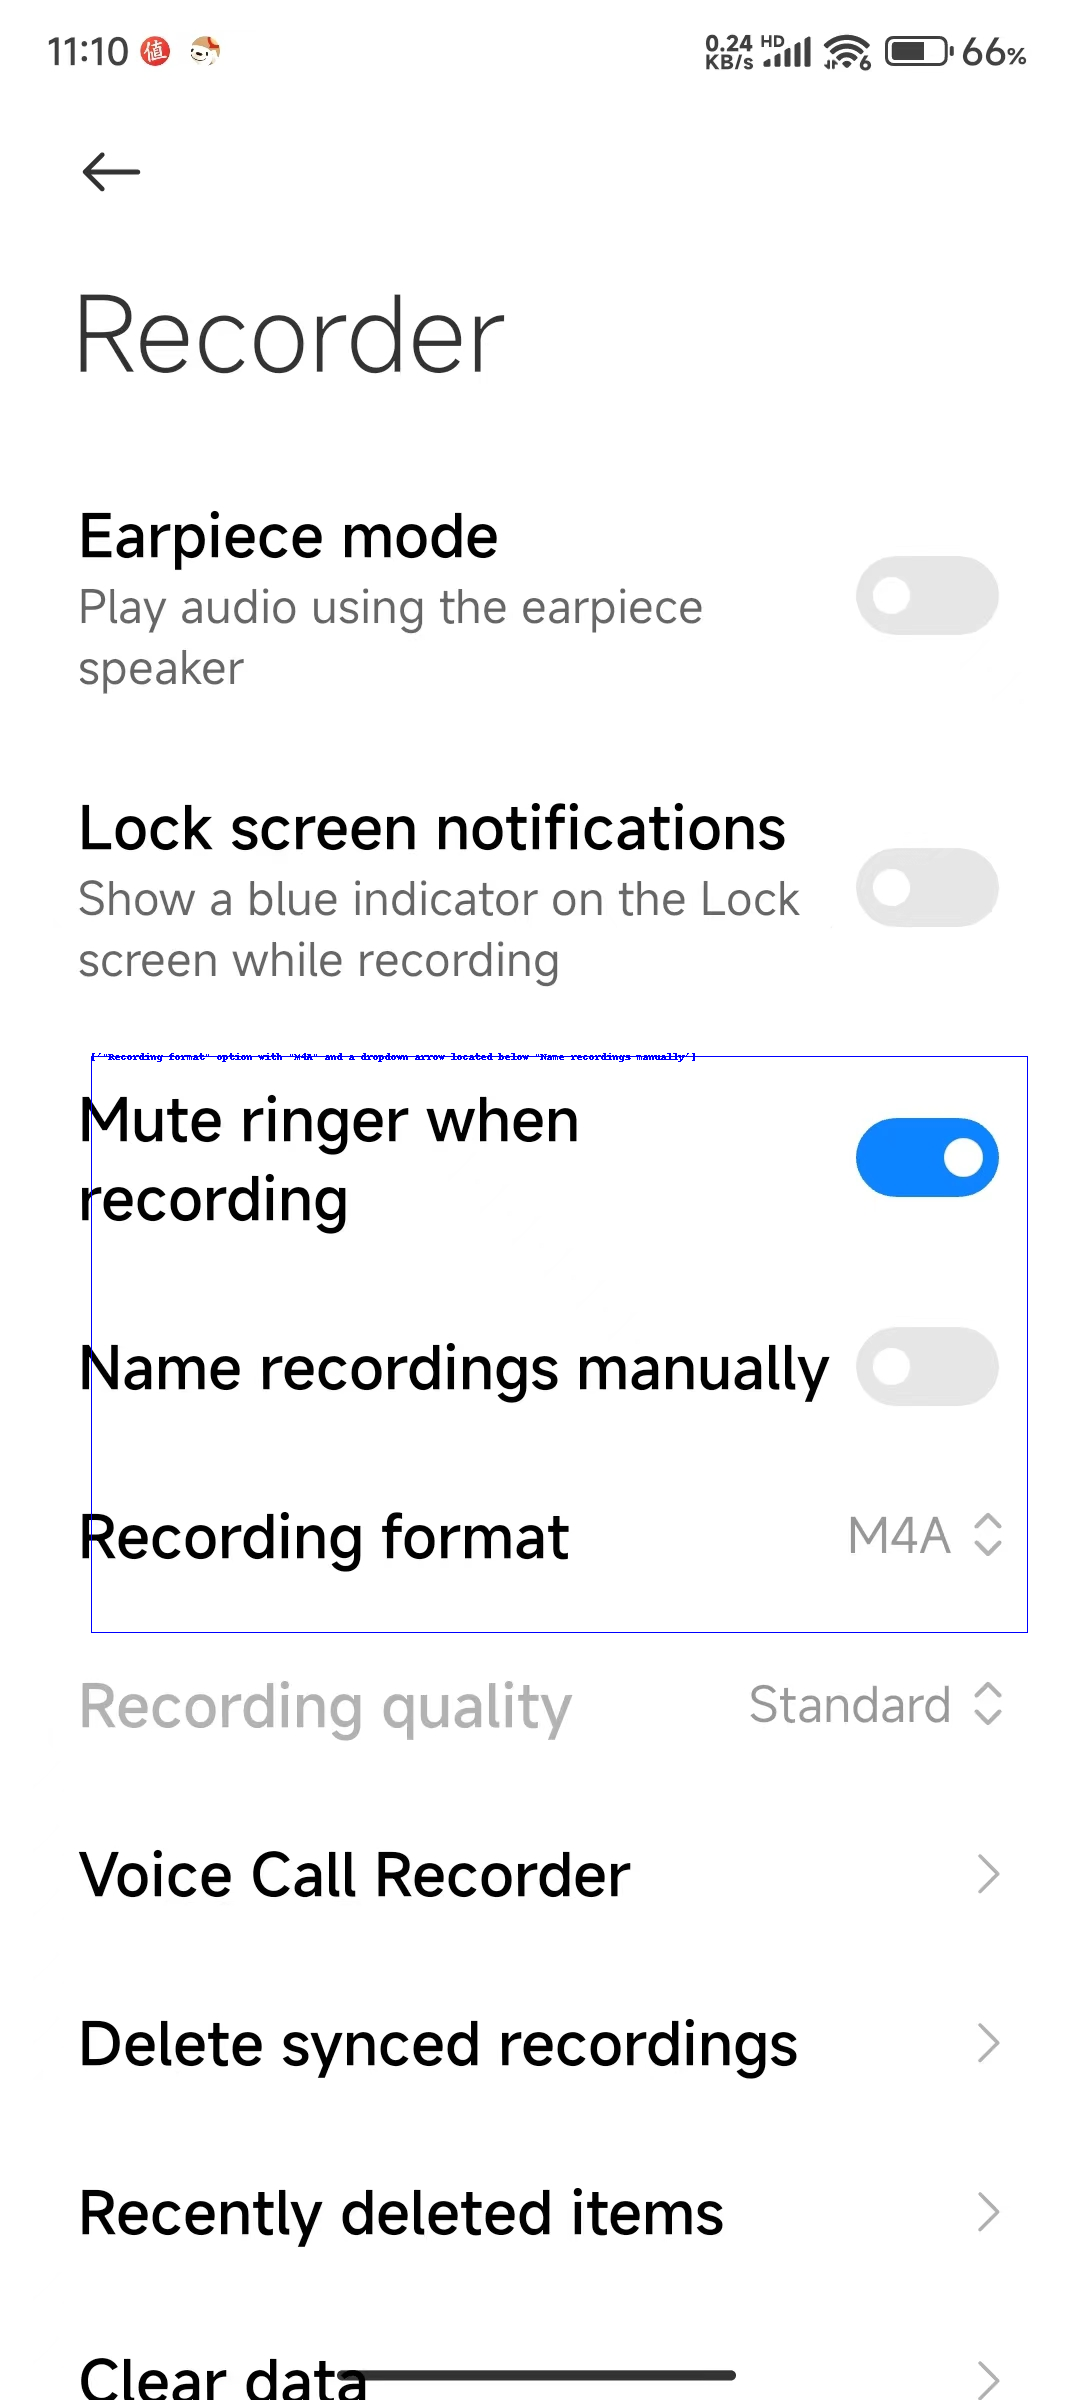 11:10 值 0.24 KB/s HD 6 66%
Recorder
Earpiece mode
Play audio using the earpiece
speaker
Lock screen notifications
Show a blue indicator on the Lock
screen while recording
['"Recording format" option with "M4A" and a dropdown arrow located below "Name recordings manually']
Mute ringer when
recording
Name recordings manually
Recording format M4A
Recording quality Standard
Voice Call Recorder
Delete synced recordings
Recently deleted items
Clear data